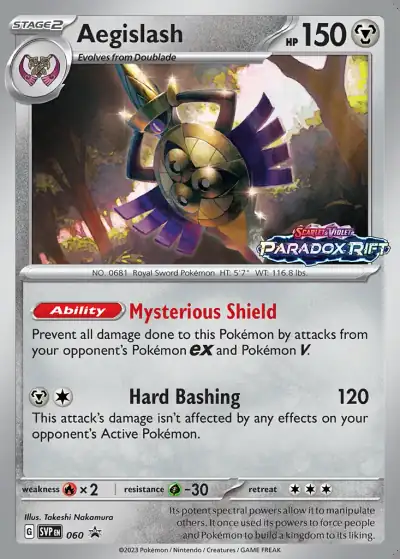 STAGE2 Aegislash HP 150
Evolves from Doublade
SCARLET & VIOLET
PARADOX RIFT
NO. 0681 Royal Sword Pokémon HT: 5'7" WT: 116.8 lbs.
Ability Mysterious Shield
Prevent all damage done to this Pokémon by attacks from
your opponent's Pokémon ex and Pokémon V.
Hard Bashing 120
This attack's damage isn't affected by any effects on your
opponent's Active Pokémon.
weakness ×2 resistance -30 retreat
Illus. Takeshi Nakamura
G SVP EN 060
Its potent spectral powers allow it to manipulate
others. It once used its powers to force people
and Pokémon to build a kingdom to its liking.
©2023 Pokémon / Nintendo / Creatures / GAME FREAK